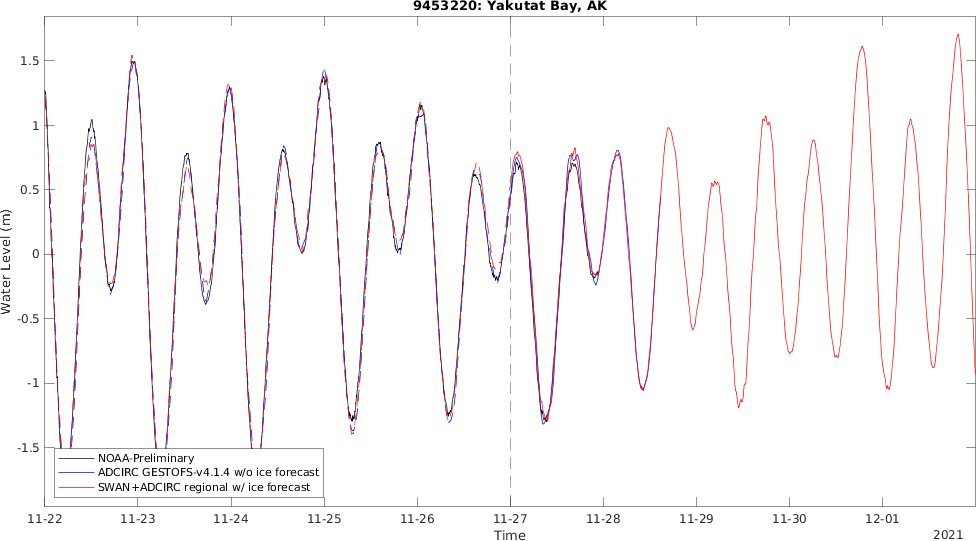 9453220: Yakutat Bay, AK
1.5
1
0.5
0
-0.5
-1
-1.5
Water Level (m)
NOAA-Preliminary
ADCIRC GESTOFS-v4.1.4 w/o ice forecast
SWAN+ADCIRC regional w/ ice forecast
11-22 11-23 11-24 11-25 11-26 11-27 11-28 11-29 11-30 12-01
Time
2021